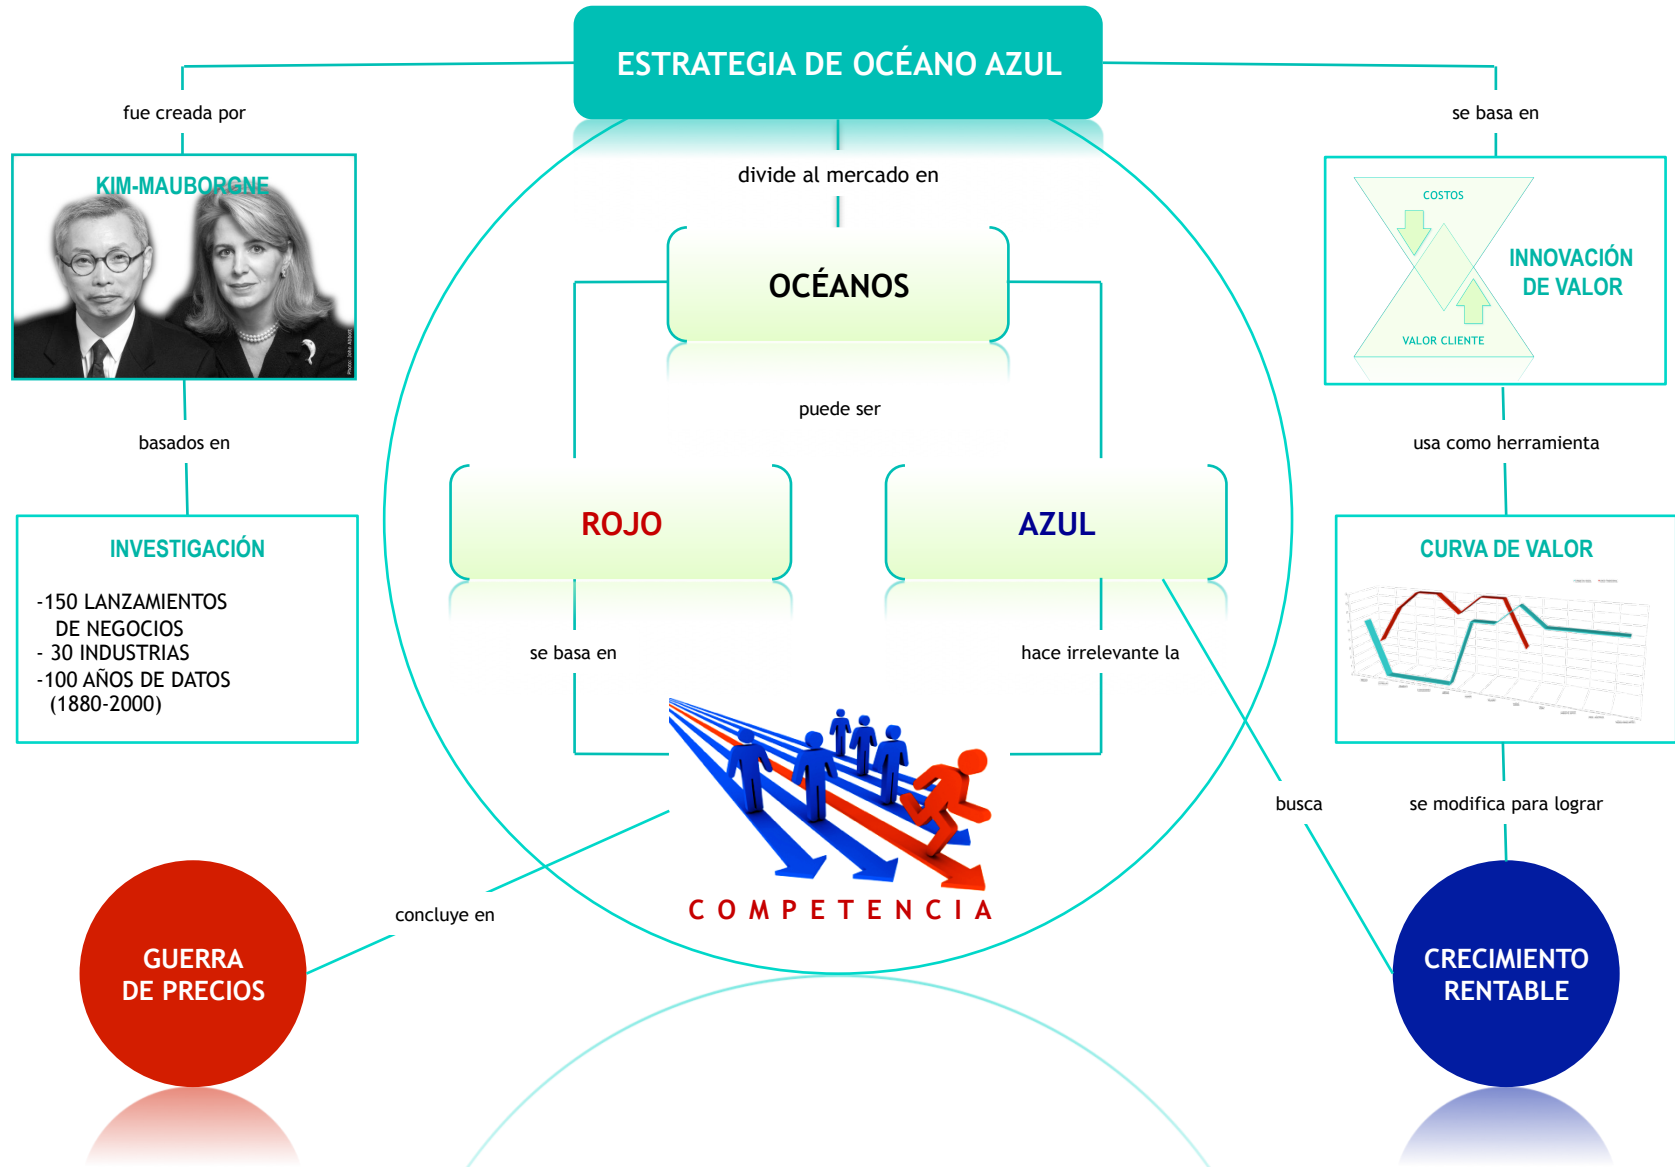 ESTRATEGIA DE OCÉANO AZUL
fue creada por
KIM-MAUBORGNE
Photo: John Abbott
basados en
INVESTIGACIÓN
-150 LANZAMIENTOS
DE NEGOCIOS
- 30 INDUSTRIAS
-100 AÑOS DE DATOS
(1880-2000)
divide al mercado en
OCÉANOS
puede ser
ROJO
AZUL
se basa en
hace irrelevante la
COMPETENCIA
concluye en
GUERRA
DE PRECIOS
busca
se basa en
COSTOS
VALOR CLIENTE
INNOVACIÓN
DE VALOR
usa como herramienta
CURVA DE VALOR
se modifica para lograr
CRECIMIENTO
RENTABLE